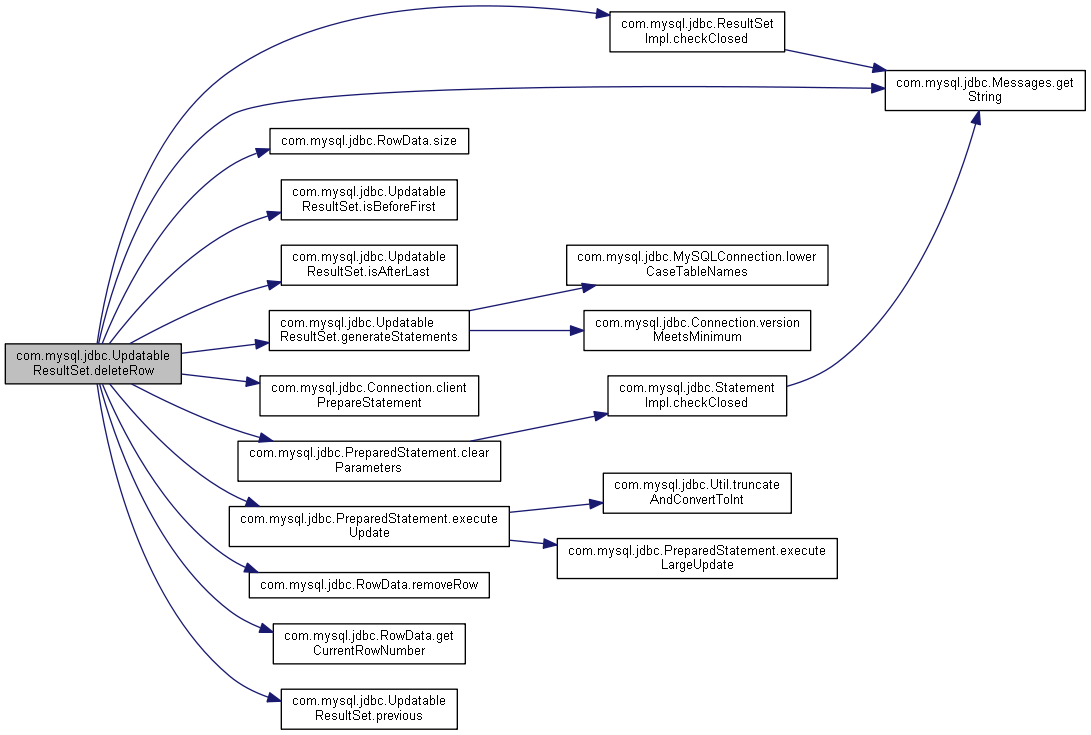 com.mysql.jdbc.ResultSet
Impl.checkClosed
com.mysql.jdbc.Messages.get
String
com.mysql.jdbc.RowData.size
com.mysql.jdbc.Updatable
ResultSet.isBeforeFirst
com.mysql.jdbc.Updatable
ResultSet.isAfterLast
com.mysql.jdbc.MySQLConnection.lower
CaseTableNames
com.mysql.jdbc.Updatable
ResultSet.generateStatements
com.mysql.jdbc.Connection.version
MeetsMinimum
com.mysql.jdbc.Updatable
ResultSet.deleteRow
com.mysql.jdbc.Connection.client
PrepareStatement
com.mysql.jdbc.Statement
Impl.checkClosed
com.mysql.jdbc.PreparedStatement.clear
Parameters
com.mysql.jdbc.Util.truncate
AndConvertToInt
com.mysql.jdbc.PreparedStatement.execute
Update
com.mysql.jdbc.PreparedStatement.execute
LargeUpdate
com.mysql.jdbc.RowData.removeRow
com.mysql.jdbc.RowData.get
CurrentRowNumber
com.mysql.jdbc.Updatable
ResultSet.previous